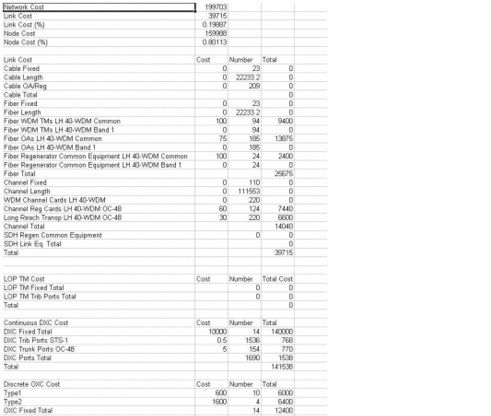 Network Cost 199703
Link Cost 39715
Link Cost (%) 0.19887
Node Cost 159988
Node Cost (%) 0.80113
Link Cost Cost Number Total
Cable Fixed 0 23 0
Cable Length 0 22233.2 0
Cable OA/Reg 0 209 0
Cable Total 0
Fiber Fixed 0 23 0
Fiber Length 0 22233.2 0
Fiber WDM TMs LH 40-WDM Common 100 94 9400
Fiber WDM TMs LH 40-WDM Band 1 0 94 0
Fiber OAs LH 40-WDM Common 75 185 13875
Fiber OAs LH 40-WDM Band 1 0 185 0
Fiber Regenerator Common Equipment LH 40-WDM Common 100 24 2400
Fiber Regenerator Common Equipment LH 40-WDM Band 1 0 24 0
Fiber Total 25675
Channel Fixed 0 110 0
Channel Length 0 111553 0
WDM Channel Cards LH 40-WDM 0 220 0
Channel Reg Cards LH 40-WDM OC-48 60 124 7440
Long Reach Transp LH 40-WDM OC-48 30 220 6600
Channel Total 14040
SDH Regen Common Equipment 0 0
SDH Link Eq. Total 0
Total 39715
LOP TM Cost Cost Number Total Cost
LOP TM Fixed Total 0 0
LOP TM Trib Ports Total 0 0
Total 0
Continuous DXC Cost Cost Number Total
DXC Fixed Total 10000 14 140000
DXC Trib Ports STS-1 0.5 1536 768
DXC Trunk Ports OC-48 5 154 770
DXC Ports Total 1690 1538
Total 141538
Discrete OXC Cost Cost Number Total
Type1 600 10 6000
Type2 1600 4 6400
OXC Fixed Total 14 12400